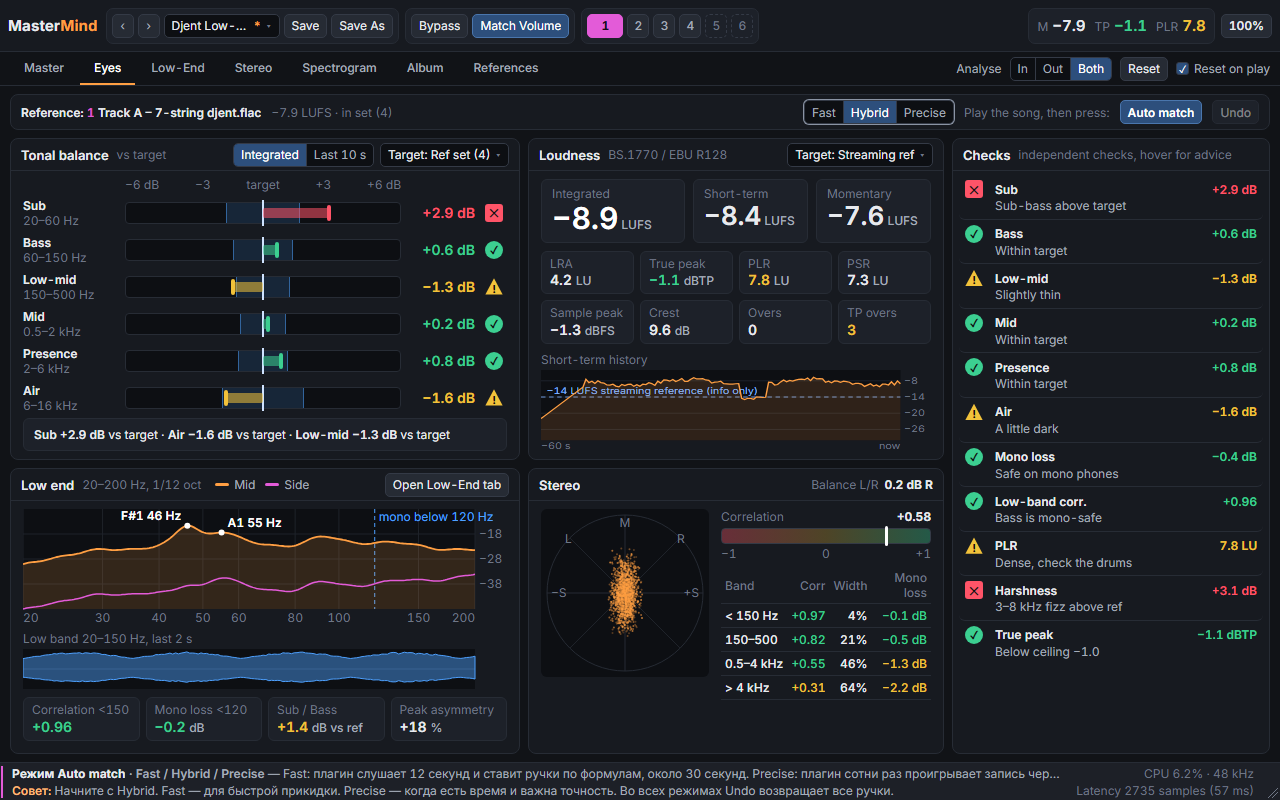 MasterMind ‹ › Djent Low-... * Save Save As Bypass Match Volume 1 2 3 4 5 6 M −7.9 TP −1.1 PLR 7.8 100%
Master Eyes Low-End Stereo Spectrogram Album References Analyse In Out Both Reset Reset on play
Reference: 1 Track A – 7-string djent.flac −7.9 LUFS · in set (4) Fast Hybrid Precise Play the song, then press: Auto match Undo
Tonal balance vs target Integrated Last 10 s Target: Ref set (4)
−6 dB −3 target +3 +6 dB
Sub +2.9 dB
20–60 Hz
Bass +0.6 dB
60–150 Hz
Low-mid −1.3 dB
150–500 Hz
Mid +0.2 dB
0.5–2 kHz
Presence +0.8 dB
2–6 kHz
Air −1.6 dB
6–16 kHz
Sub +2.9 dB vs target · Air −1.6 dB vs target · Low-mid −1.3 dB vs target
Loudness BS.1770 / EBU R128 Target: Streaming ref
Integrated Short-term Momentary
−8.9 LUFS −8.4 LUFS −7.6 LUFS
LRA True peak PLR PSR
4.2 LU −1.1 dBTP 7.8 LU 7.3 LU
Sample peak Crest Overs TP overs
−1.3 dBFS 9.6 dB 0 3
Short-term history
−8
−14 LUFS streaming reference (info only)
−14
−20
−26
−60 s now
Checks independent checks, hover for advice
Sub +2.9 dB
Sub-bass above target
Bass +0.6 dB
Within target
Low-mid −1.3 dB
Slightly thin
Mid +0.2 dB
Within target
Presence +0.8 dB
Within target
Air −1.6 dB
A little dark
Mono loss −0.4 dB
Safe on mono phones
Low-band corr. +0.96
Bass is mono-safe
PLR 7.8 LU
Dense, check the drums
Harshness +3.1 dB
3–8 kHz fizz above ref
True peak −1.1 dBTP
Below ceiling −1.0
Low end 20–200 Hz, 1/12 oct Mid Side Open Low-End tab
F#1 46 Hz A1 55 Hz mono below 120 Hz
−18
−28
−38
20 30 40 50 60 80 100 150 200
Low band 20–150 Hz, last 2 s
Correlation <150 Mono loss <120 Sub / Bass Peak asymmetry
+0.96 −0.2 dB +1.4 dB vs ref +18 %
Stereo Balance L/R 0.2 dB R
M
L R
−S +S
Correlation +0.58
−1 0 +1
Band Corr Width Mono loss
< 150 Hz +0.97 4% −0.1 dB
150–500 +0.82 21% −0.5 dB
0.5–4 kHz +0.55 46% −1.3 dB
> 4 kHz +0.31 64% −2.2 dB
Режим Auto match · Fast / Hybrid / Precise — Fast: плагин слушает 12 секунд и ставит ручки по формулам, около 30 секунд. Precise: плагин сотни раз проигрывает запись чер... CPU 6.2% · 48 kHz
Совет: Начните с Hybrid. Fast — для быстрой прикидки. Precise — когда есть время и важна точность. Во всех режимах Undo возвращает все ручки. Latency 2735 samples (57 ms)